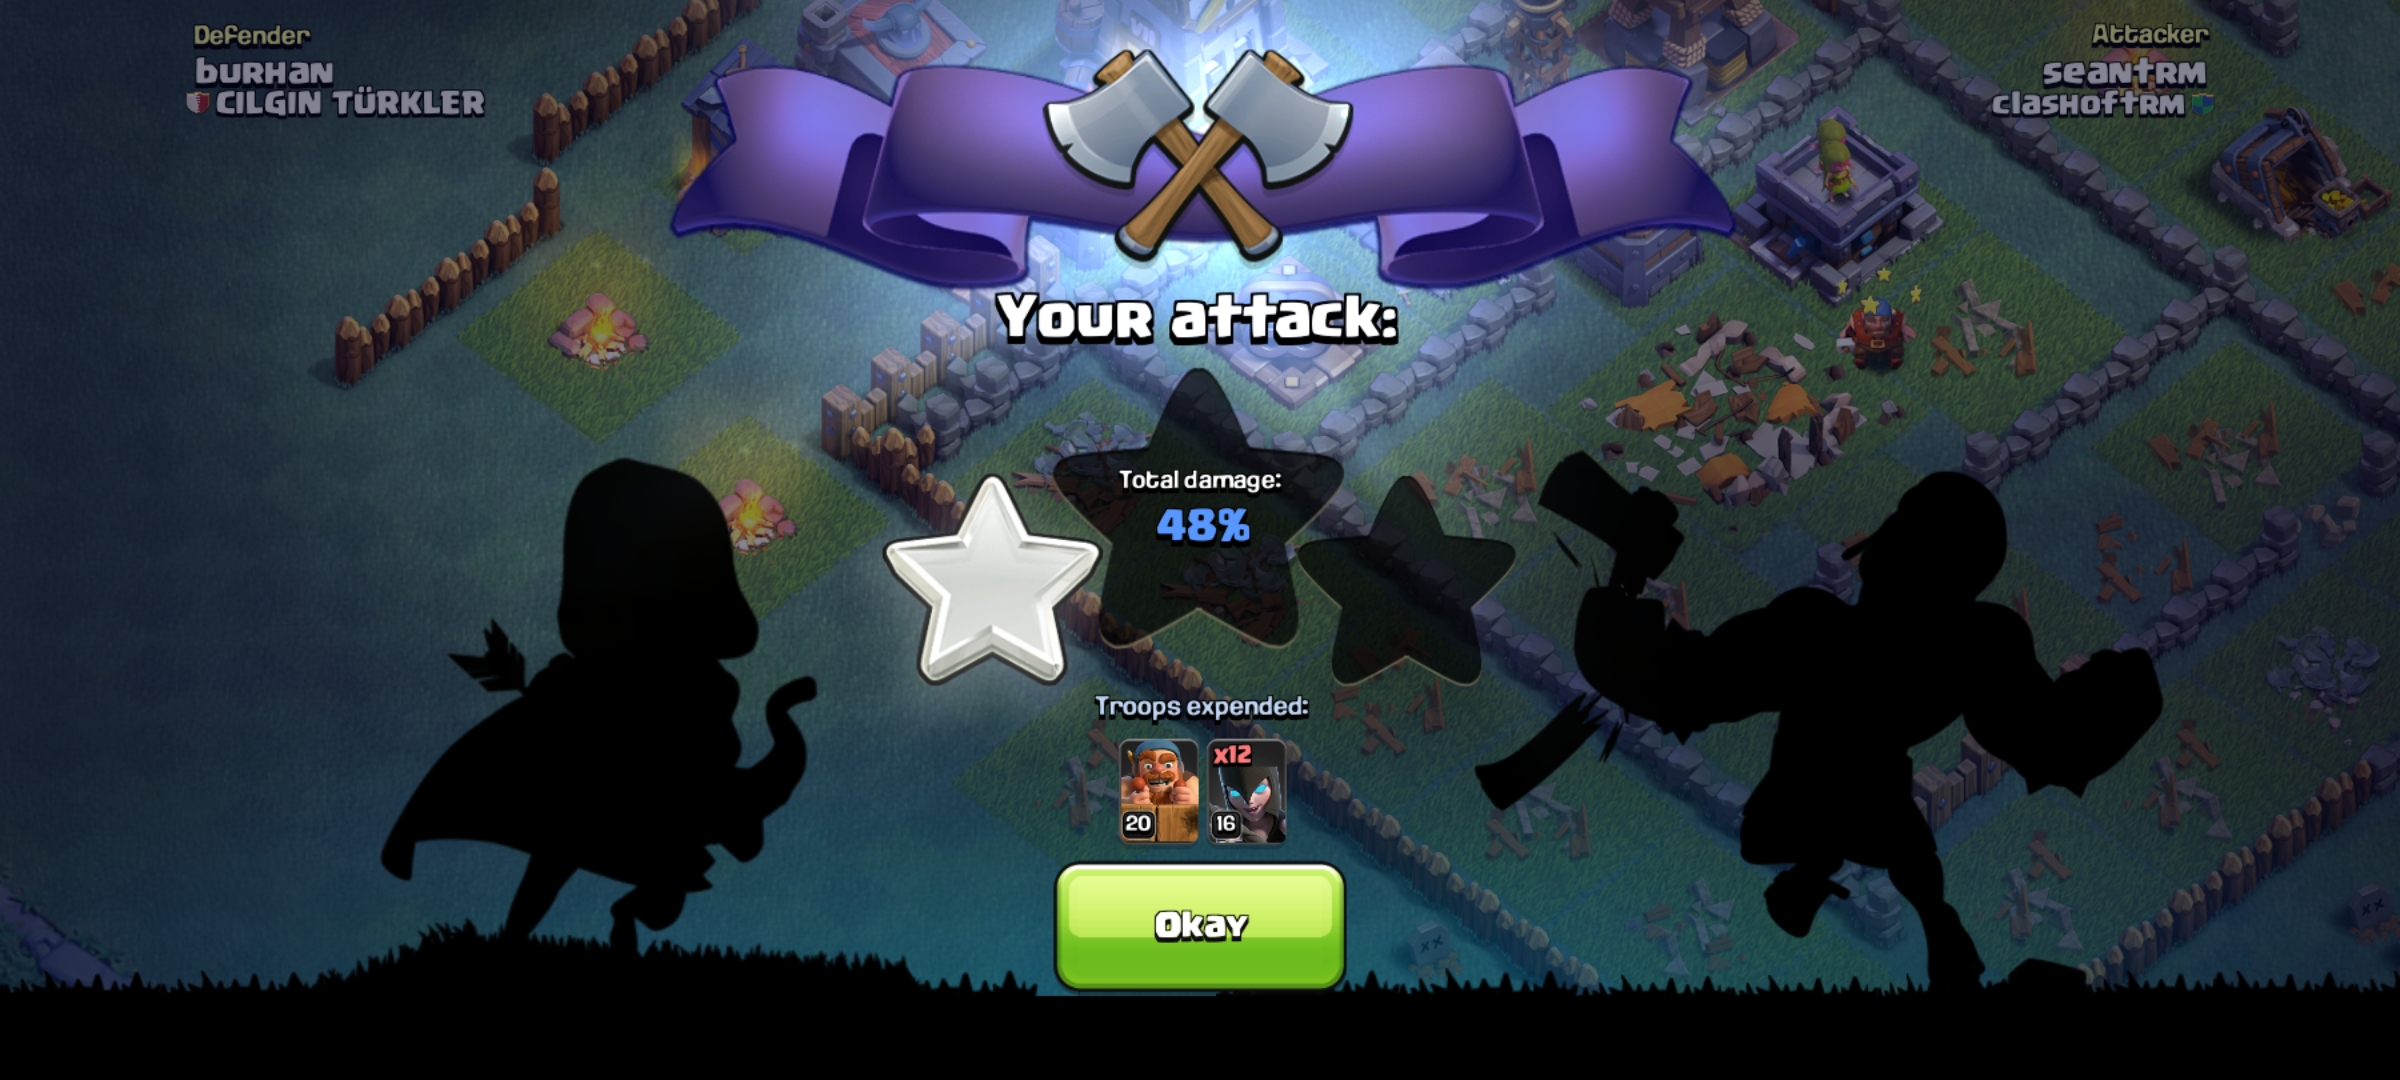 Defender
burhan
CILGIN TÜRKLER
Attacker
seantrm
clashoftrm
Your attack:
Total damage:
48%
Troops expended:
x12
20
16
Okay